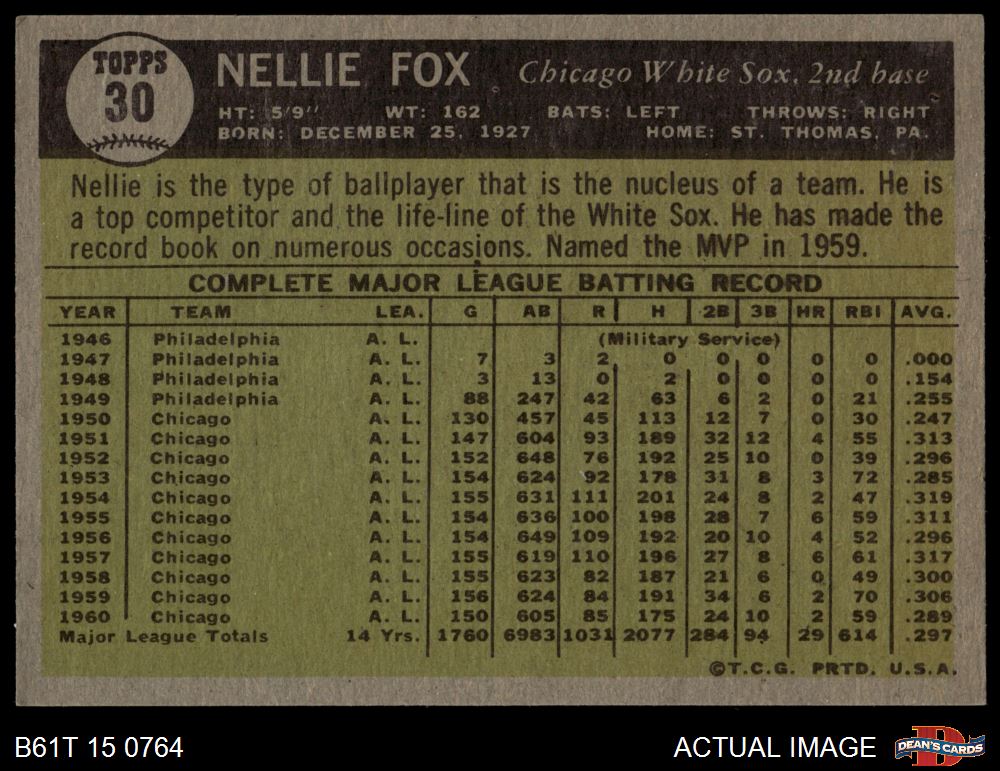 TOPPS
30
NELLIE FOX Chicago White Sox, 2nd base
HT: 5'9'' WT: 162 BATS: LEFT THROWS: RIGHT
BORN: DECEMBER 25, 1927 HOME: ST. THOMAS, PA.
Nellie is the type of ballplayer that is the nucleus of a team. He is
a top competitor and the life-line of the White Sox. He has made the
record book on numerous occasions. Named the MVP in 1959.
COMPLETE MAJOR LEAGUE BATTING RECORD
YEAR TEAM LEA. G AB R H 2B 3B HR RBI AVG.
1946 Philadelphia A. L. (Military Service)
1947 Philadelphia A. L. 7 3 2 0 0 0 0 0 .000
1948 Philadelphia A. L. 3 13 0 2 0 0 0 0 .154
1949 Philadelphia A. L. 88 247 42 63 6 2 0 21 .255
1950 Chicago A. L. 130 457 45 113 12 7 0 30 .247
1951 Chicago A. L. 147 604 93 189 32 12 4 55 .313
1952 Chicago A. L. 152 648 76 192 25 10 0 39 .296
1953 Chicago A. L. 154 624 92 178 31 8 3 72 .285
1954 Chicago A. L. 155 631 111 201 24 8 2 47 .319
1955 Chicago A. L. 154 636 100 198 28 7 6 59 .311
1956 Chicago A. L. 154 649 109 192 20 10 4 52 .296
1957 Chicago A. L. 155 619 110 196 27 8 6 61 .317
1958 Chicago A. L. 155 623 82 187 21 6 0 49 .300
1959 Chicago A. L. 156 624 84 191 34 6 2 70 .306
1960 Chicago A. L. 150 605 85 175 24 10 2 59 .289
Major League Totals 14 Yrs. 1760 6983 1031 2077 284 94 29 614 .297
©T.C.G. PRTD. U.S.A.
B61T 15 0764 ACTUAL IMAGE DEAN'S CARDS